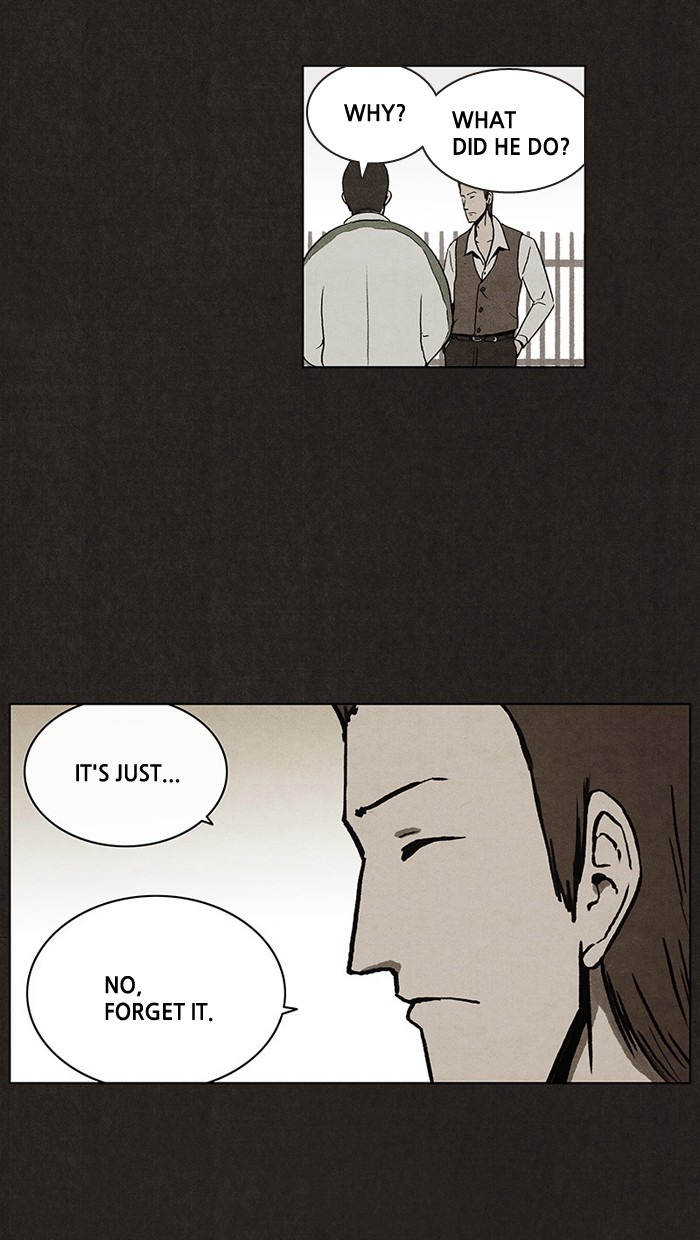 WHY?
WHAT
DID HE DO?
IT'S JUST...
NO,
FORGET IT.